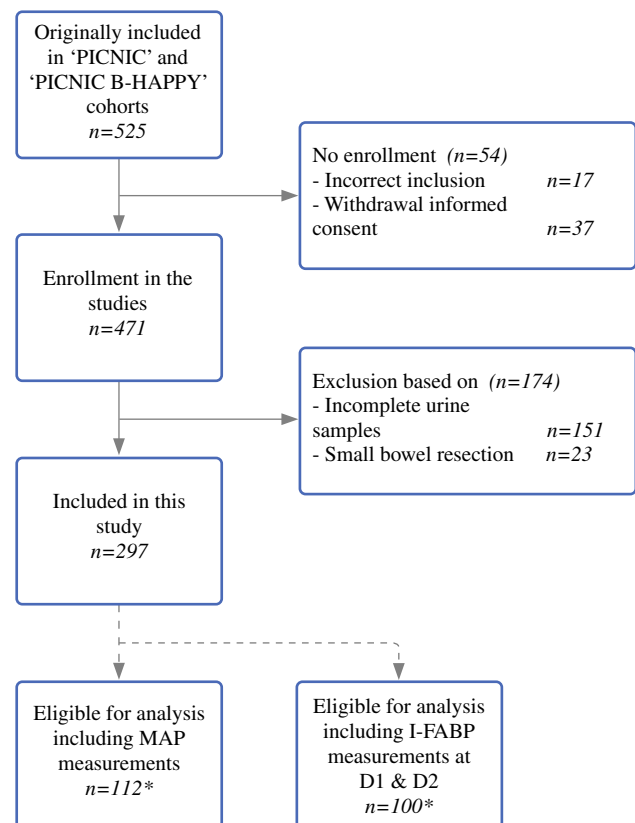 Originally included
in ‘PICNIC’ and
‘PICNIC B-HAPPY’
cohorts
n=525
No enrollment (n=54)
- Incorrect inclusion n=17
- Withdrawal informed
consent n=37
Enrollment in the
studies
n=471
Exclusion based on (n=174)
- Incomplete urine
samples n=151
- Small bowel resection n=23
Included in this
study
n=297
Eligible for analysis
including MAP
measurements
n=112*
Eligible for analysis
including I-FABP
measurements at
D1 & D2
n=100*